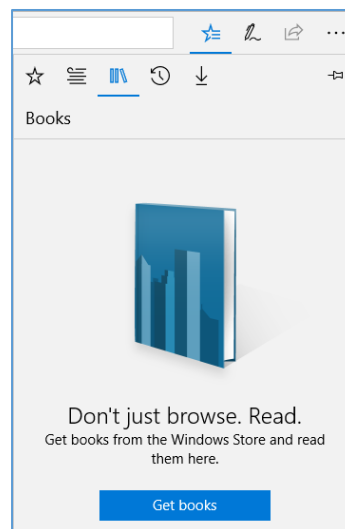 Books
Don't just browse. Read.
Get books from the Windows Store and read
them here.
Get books